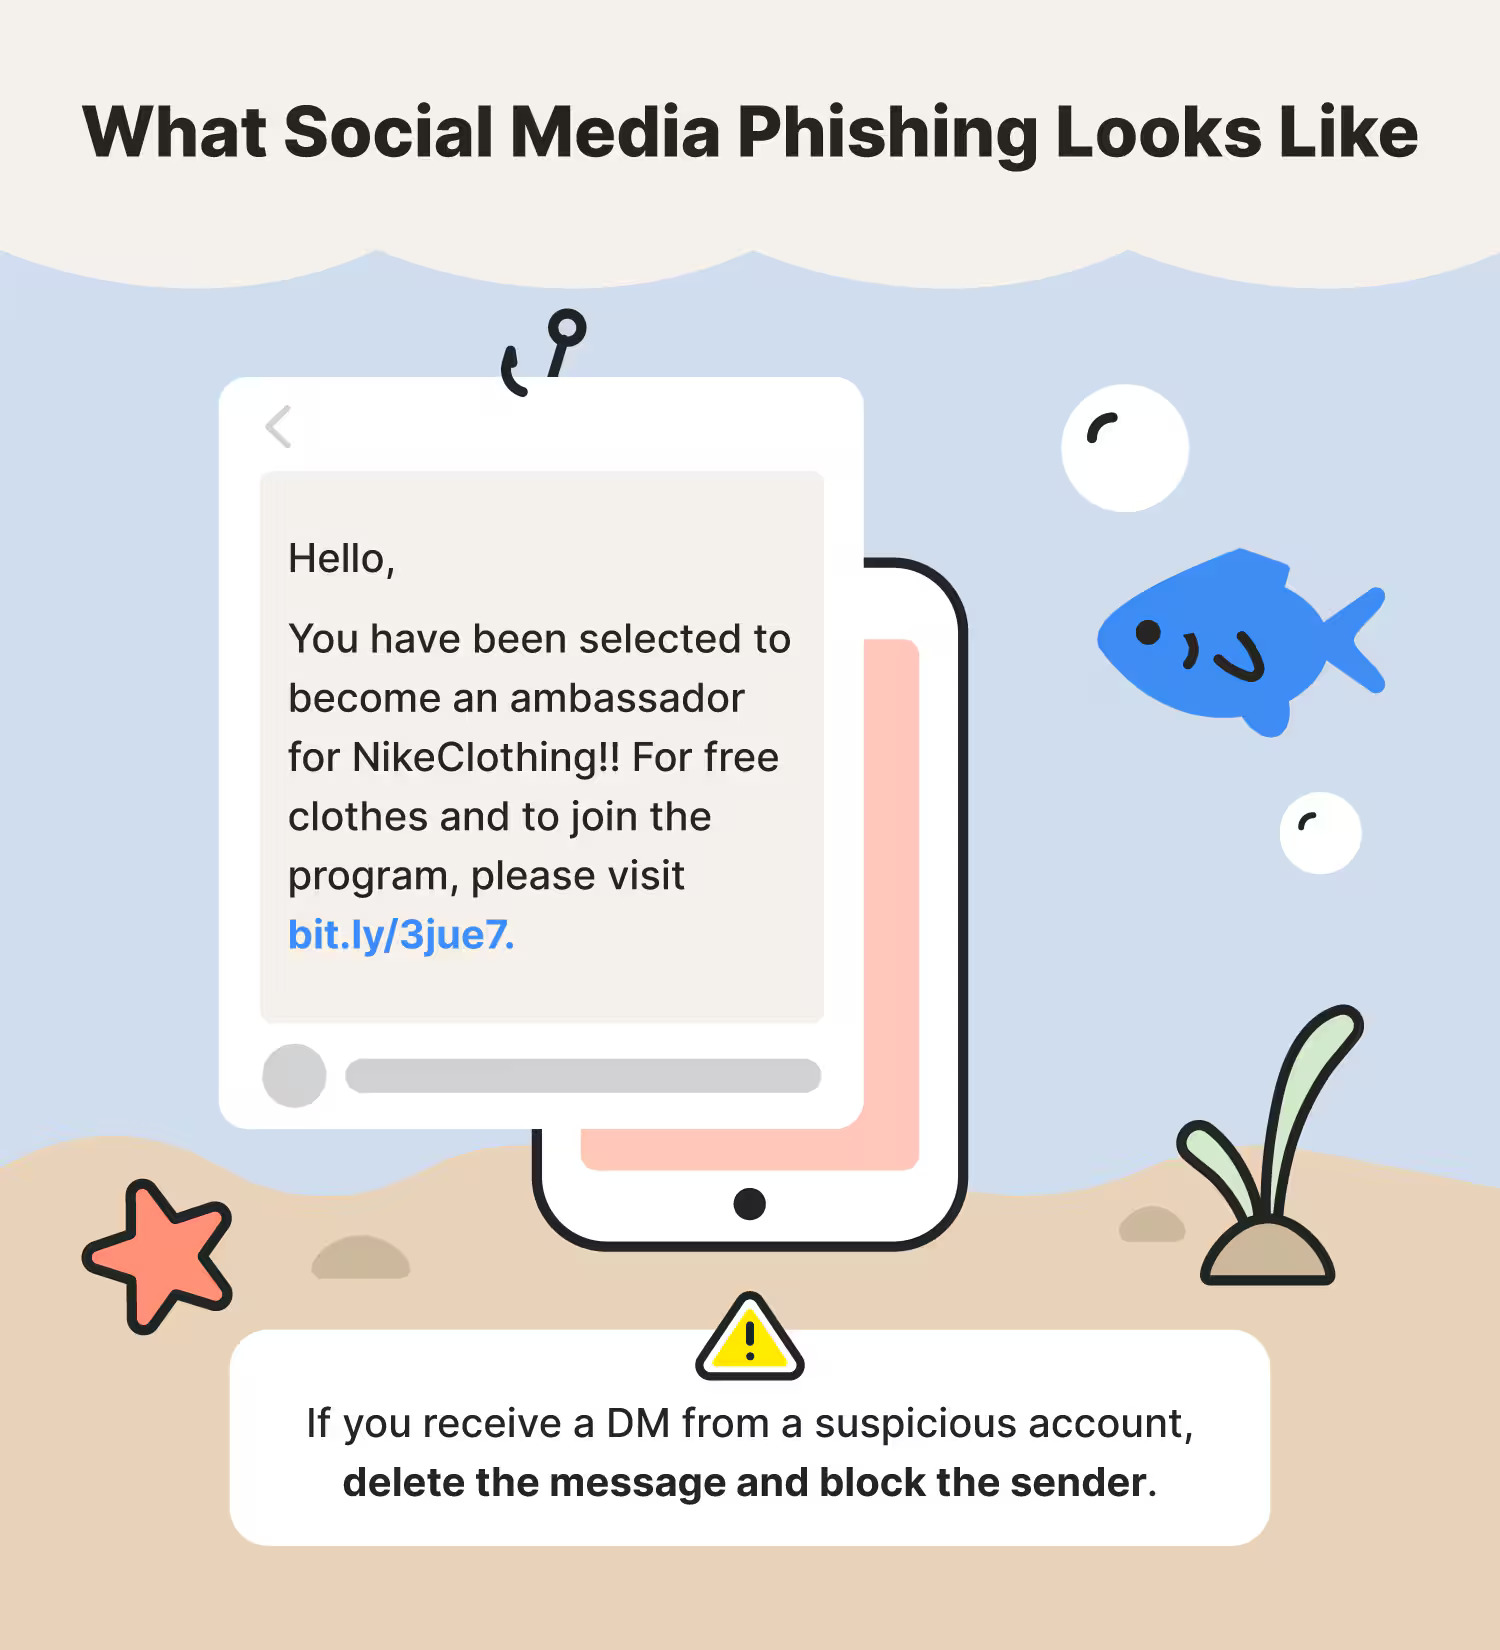 What Social Media Phishing Looks Like
Hello,
You have been selected to
become an ambassador
for NikeClothing!! For free
clothes and to join the
program, please visit
bit.ly/3jue7.
If you receive a DM from a suspicious account,
delete the message and block the sender.